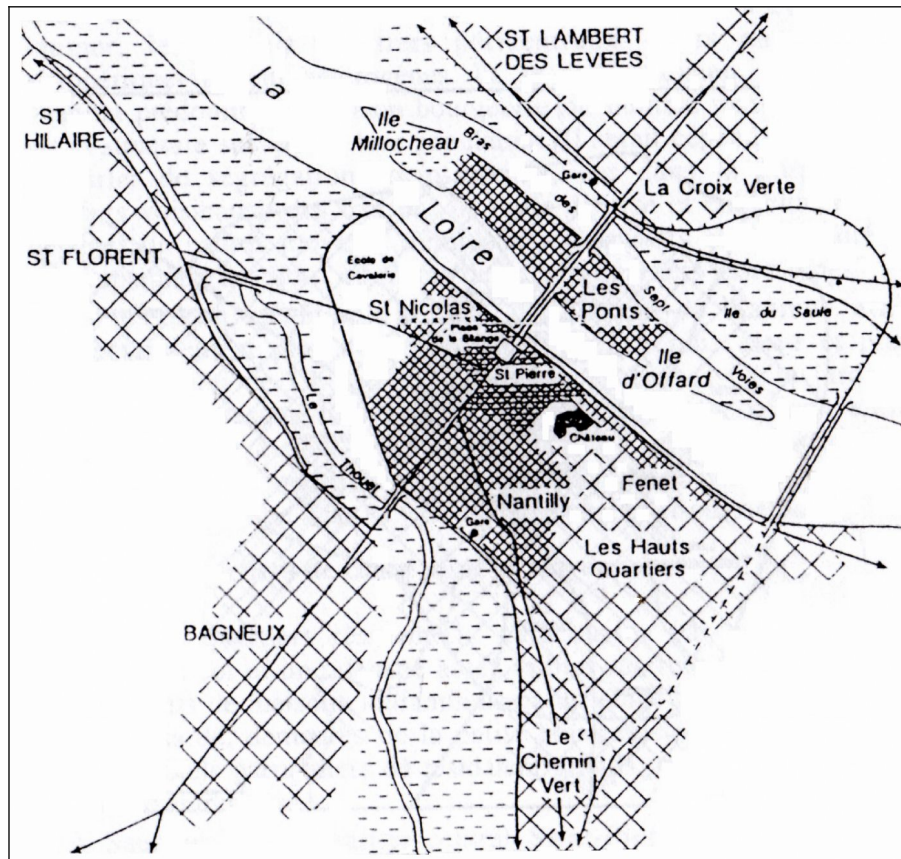 ST LAMBERT
DES LEVEES
La
Loire
ST
HILAIRE
Ile
Millocheau
Bras
des
Sept
Voies
Gare
La Croix Verte
ST FLORENT
Ecole de
Cavalerie
St Nicolas
Place
de la Bilange
Les
Ponts
Ile du Saule
St Pierre
Ile
d'Offard
Le
Thouet
Château
Fenet
Nantilly
Gare
Les Hauts
Quartiers
BAGNEUX
Le
Chemin
Vert